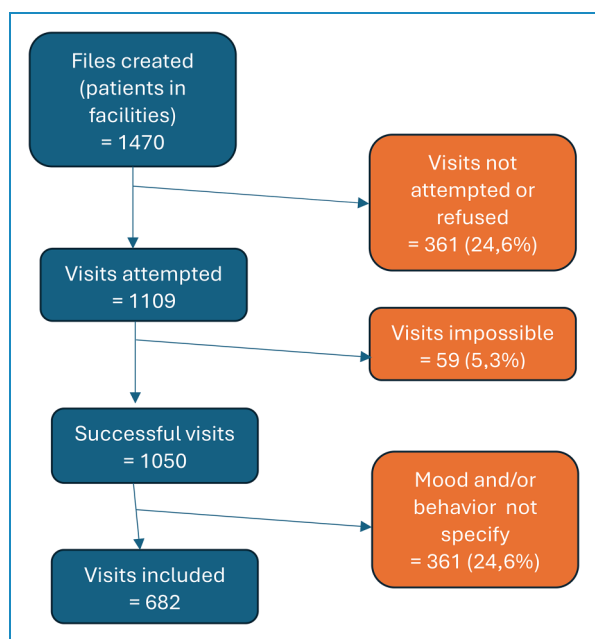 Files created
(patients in
facilities)
= 1470
Visits not
attempted or
refused
= 361 (24,6%)
Visits attempted
= 1109
Visits impossible
= 59 (5,3%)
Successful visits
= 1050
Mood and/or
behavior  not
specify
= 361 (24,6%)
Visits included
= 682